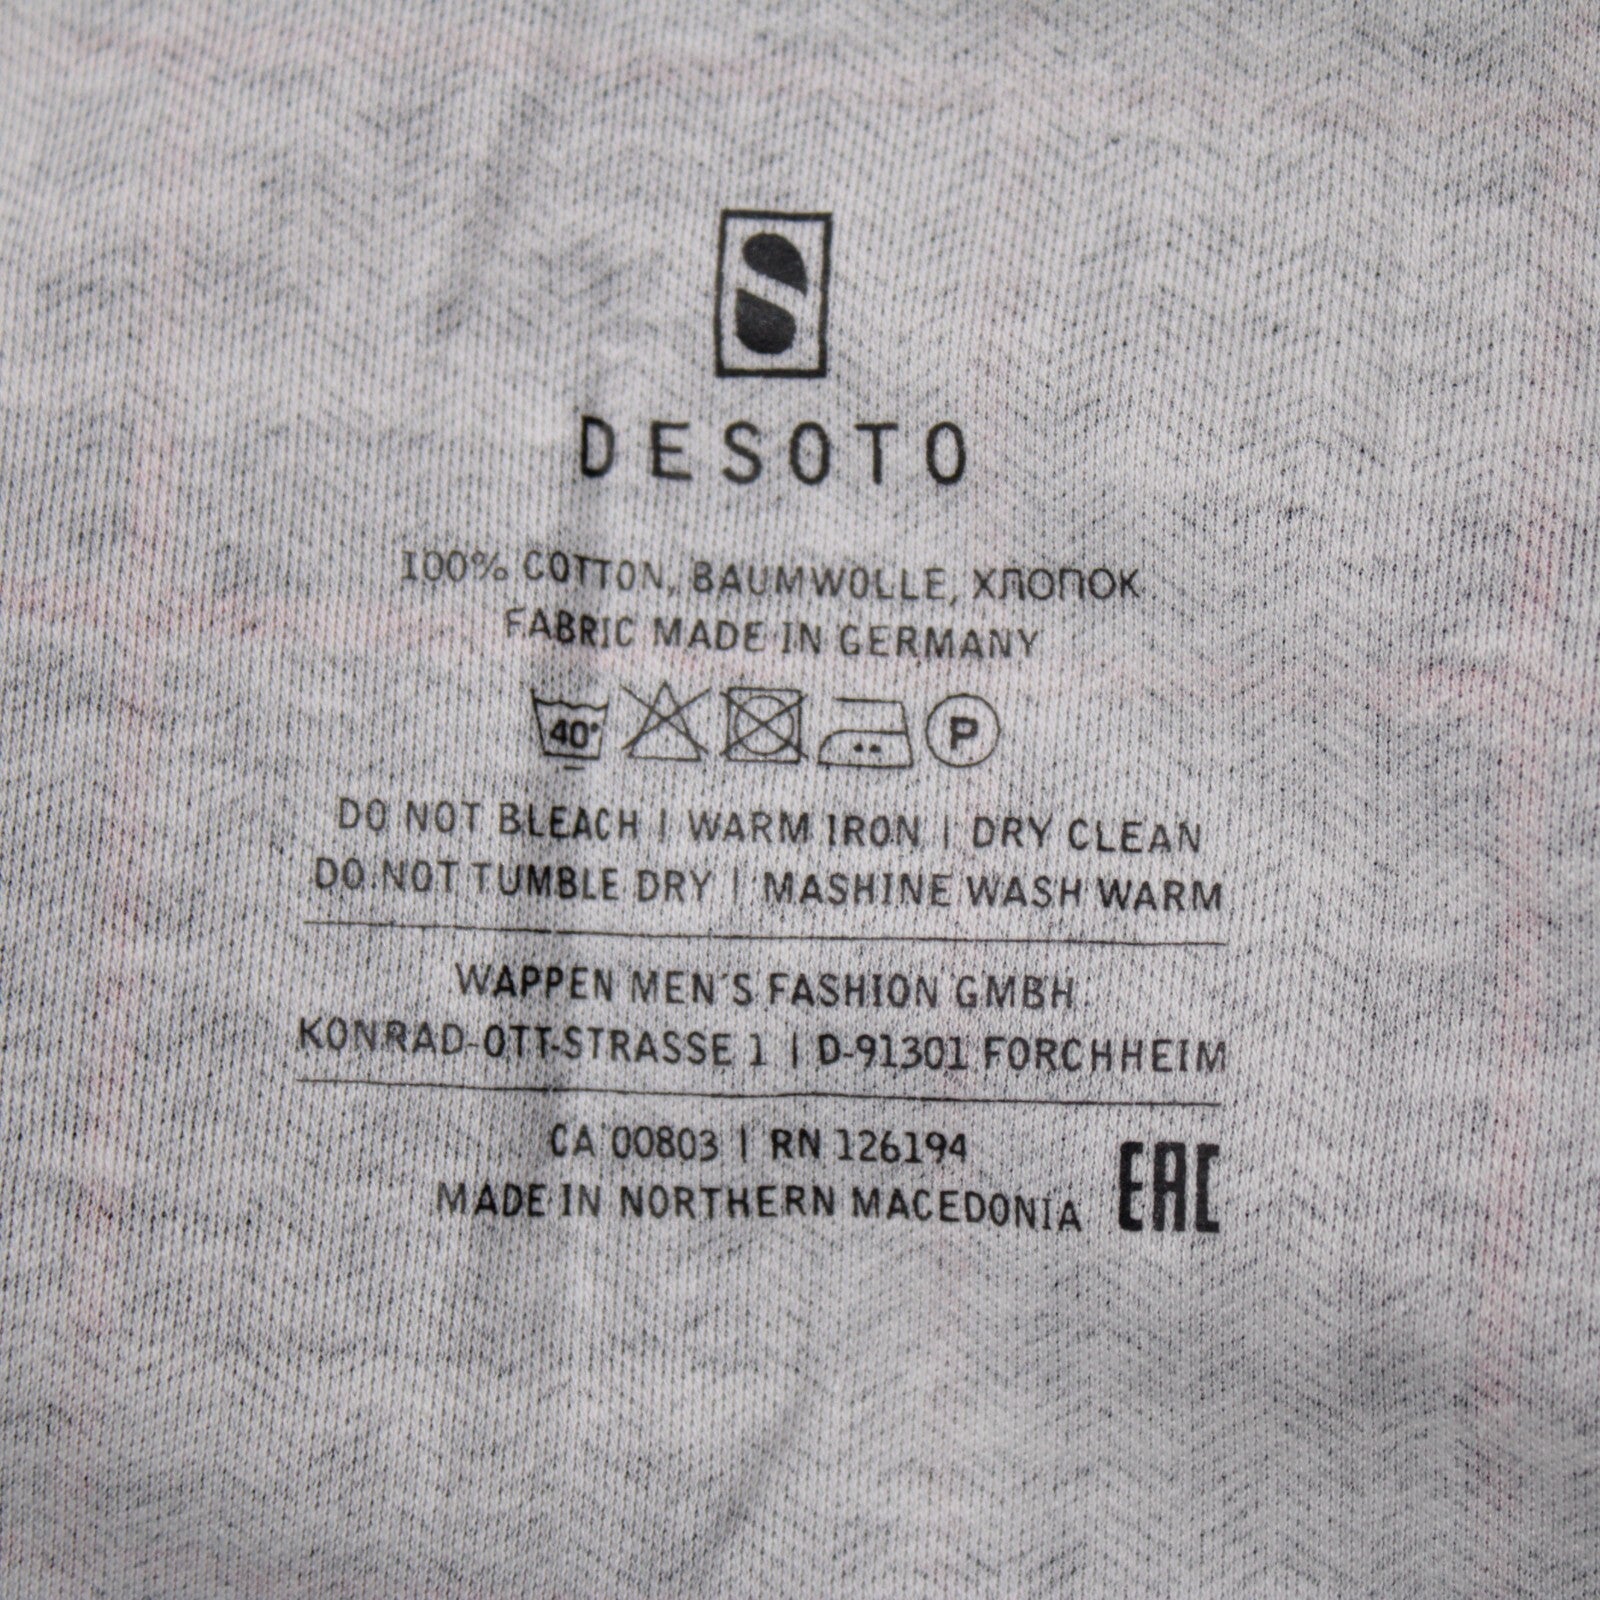 DESOTO
100% COTTON, BAUMWOLLE, ХЛОПОК
FABRIC MADE IN GERMANY
40° P
DO NOT BLEACH | WARM IRON | DRY CLEAN
DO NOT TUMBLE DRY | MASHINE WASH WARM
WAPPEN MEN´S FASHION GMBH
KONRAD-OTT-STRASSE 1 | D-91301 FORCHHEIM
CA 00803 | RN 126194
MADE IN NORTHERN MACEDONIA
EAC